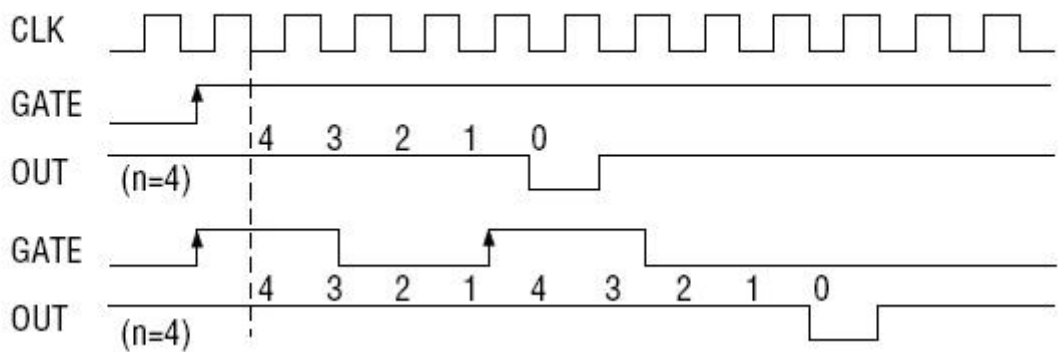 CLK
GATE
4 3 2 1 0
OUT (n=4)
GATE
4 3 2 1 4 3 2 1 0
OUT (n=4)